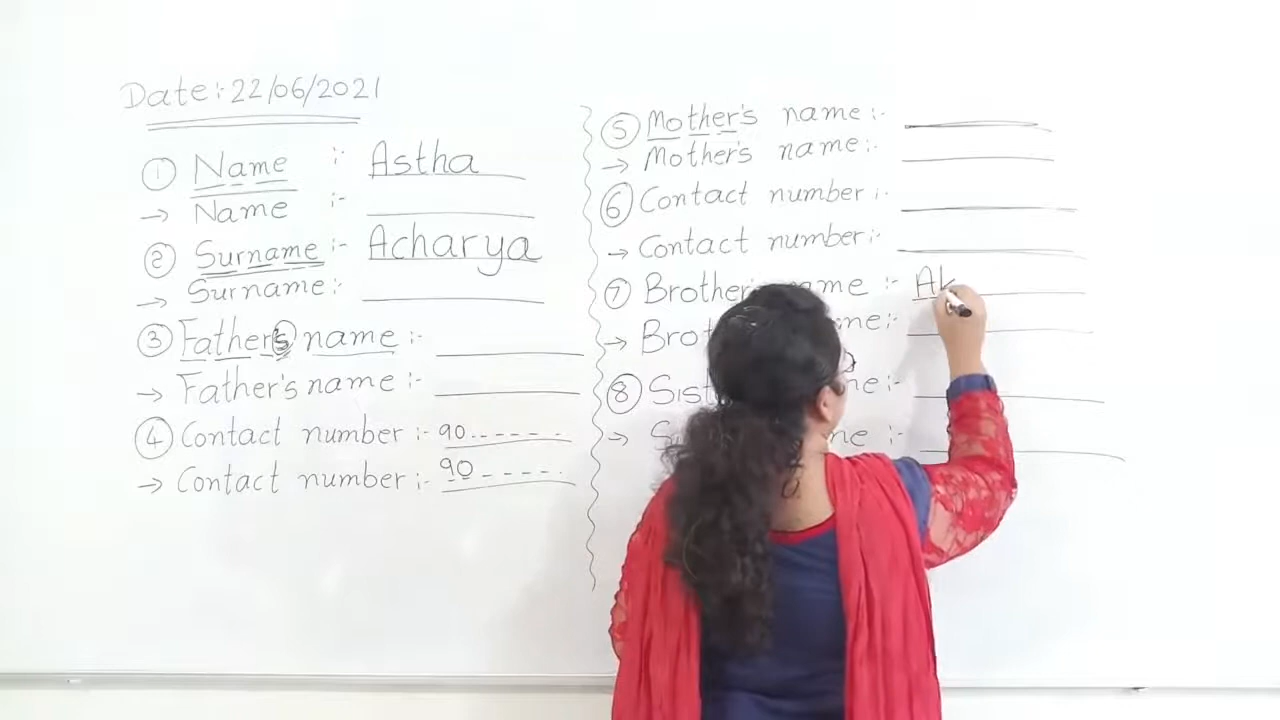 Date:- 22/06/2021
① Name :- Astha
→ Name :-
② Surname :- Acharya
→ Surname :-
③ Father's name :-
→ Father's name :-
④ Contact number :- 90------
→ Contact number :- 90------
⑤ Mother's name :-
→ Mother's name :-
⑥ Contact number :-
→ Contact number :-
⑦ Brother name :- Ak
→ me :-
⑧ :-
→ :-